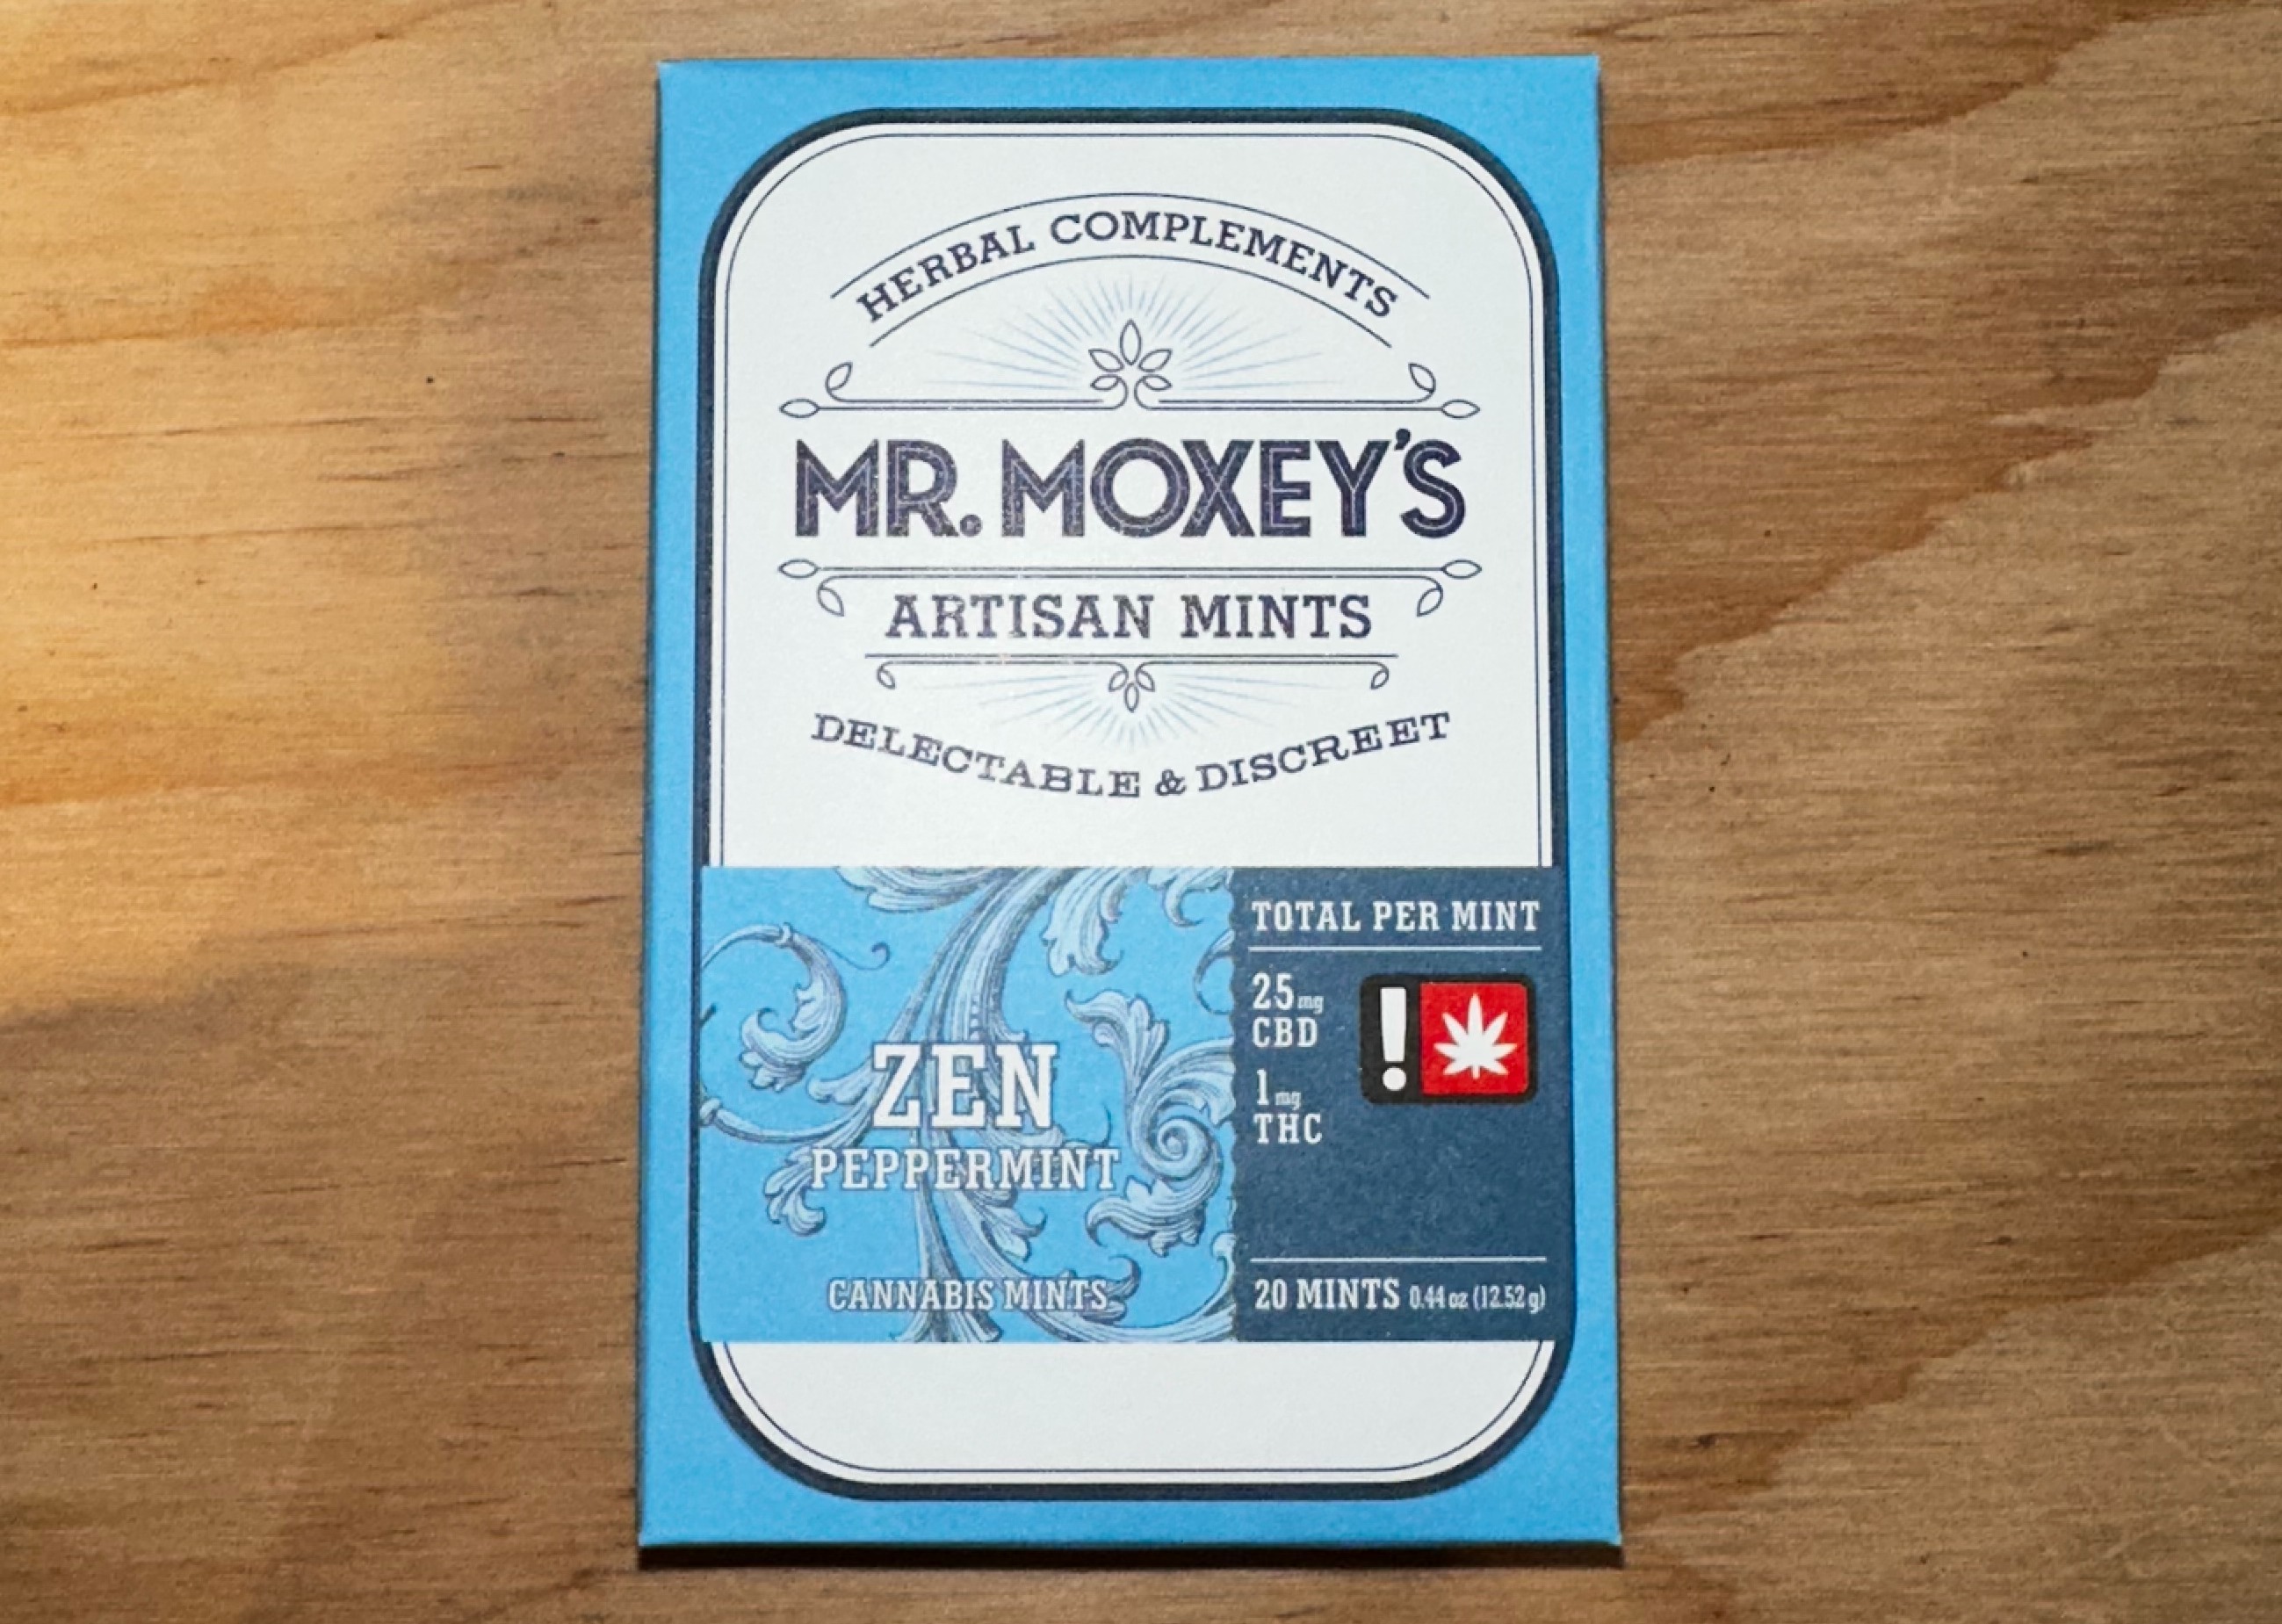 HERBAL COMPLEMENTS
MR. MOXEY'S
ARTISAN MINTS
DELECTABLE & DISCREET
ZEN
PEPPERMINT
CANNABIS MINTS
TOTAL PER MINT
25mg
CBD
1mg
THC
!
20 MINTS 0.44 oz (12.52 g)